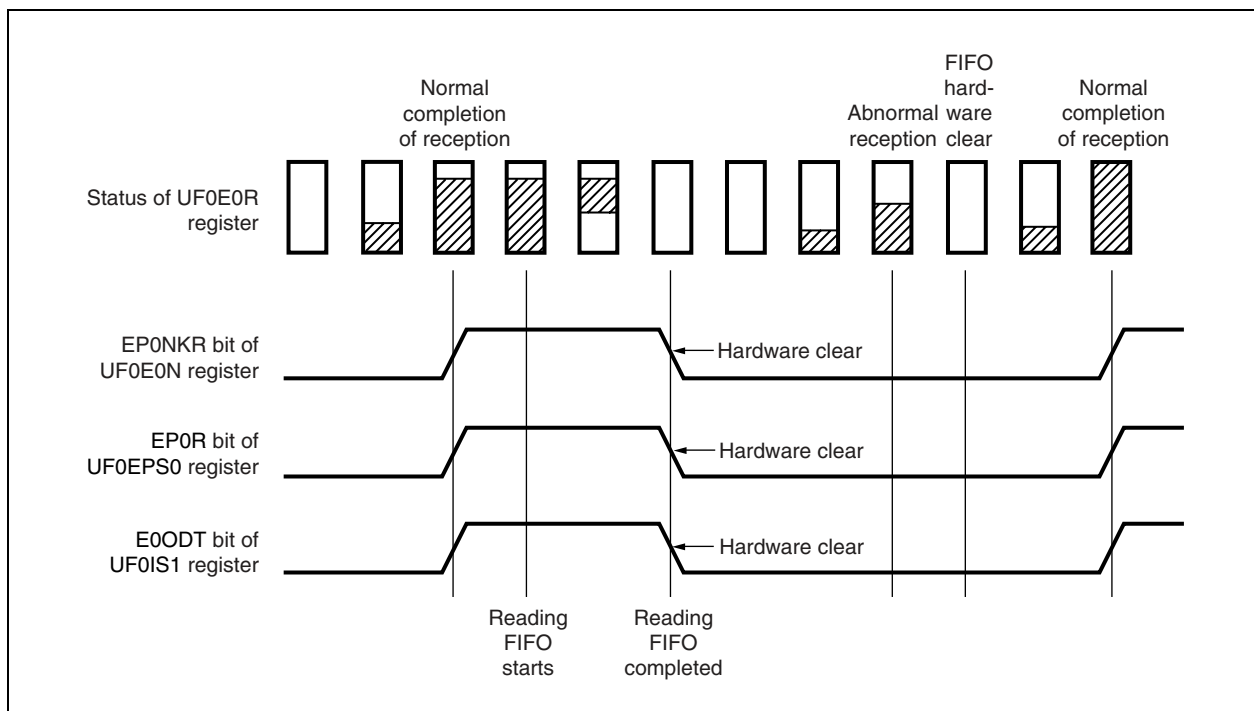 Normal
completion
of reception
Abnormal
reception
FIFO
hard-
ware
clear
Normal
completion
of reception
Status of UF0E0R
register
EP0NKR bit of
UF0E0N register
Hardware clear
EP0R bit of
UF0EPS0 register
Hardware clear
E0ODT bit of
UF0IS1 register
Hardware clear
Reading
FIFO
starts
Reading
FIFO
completed